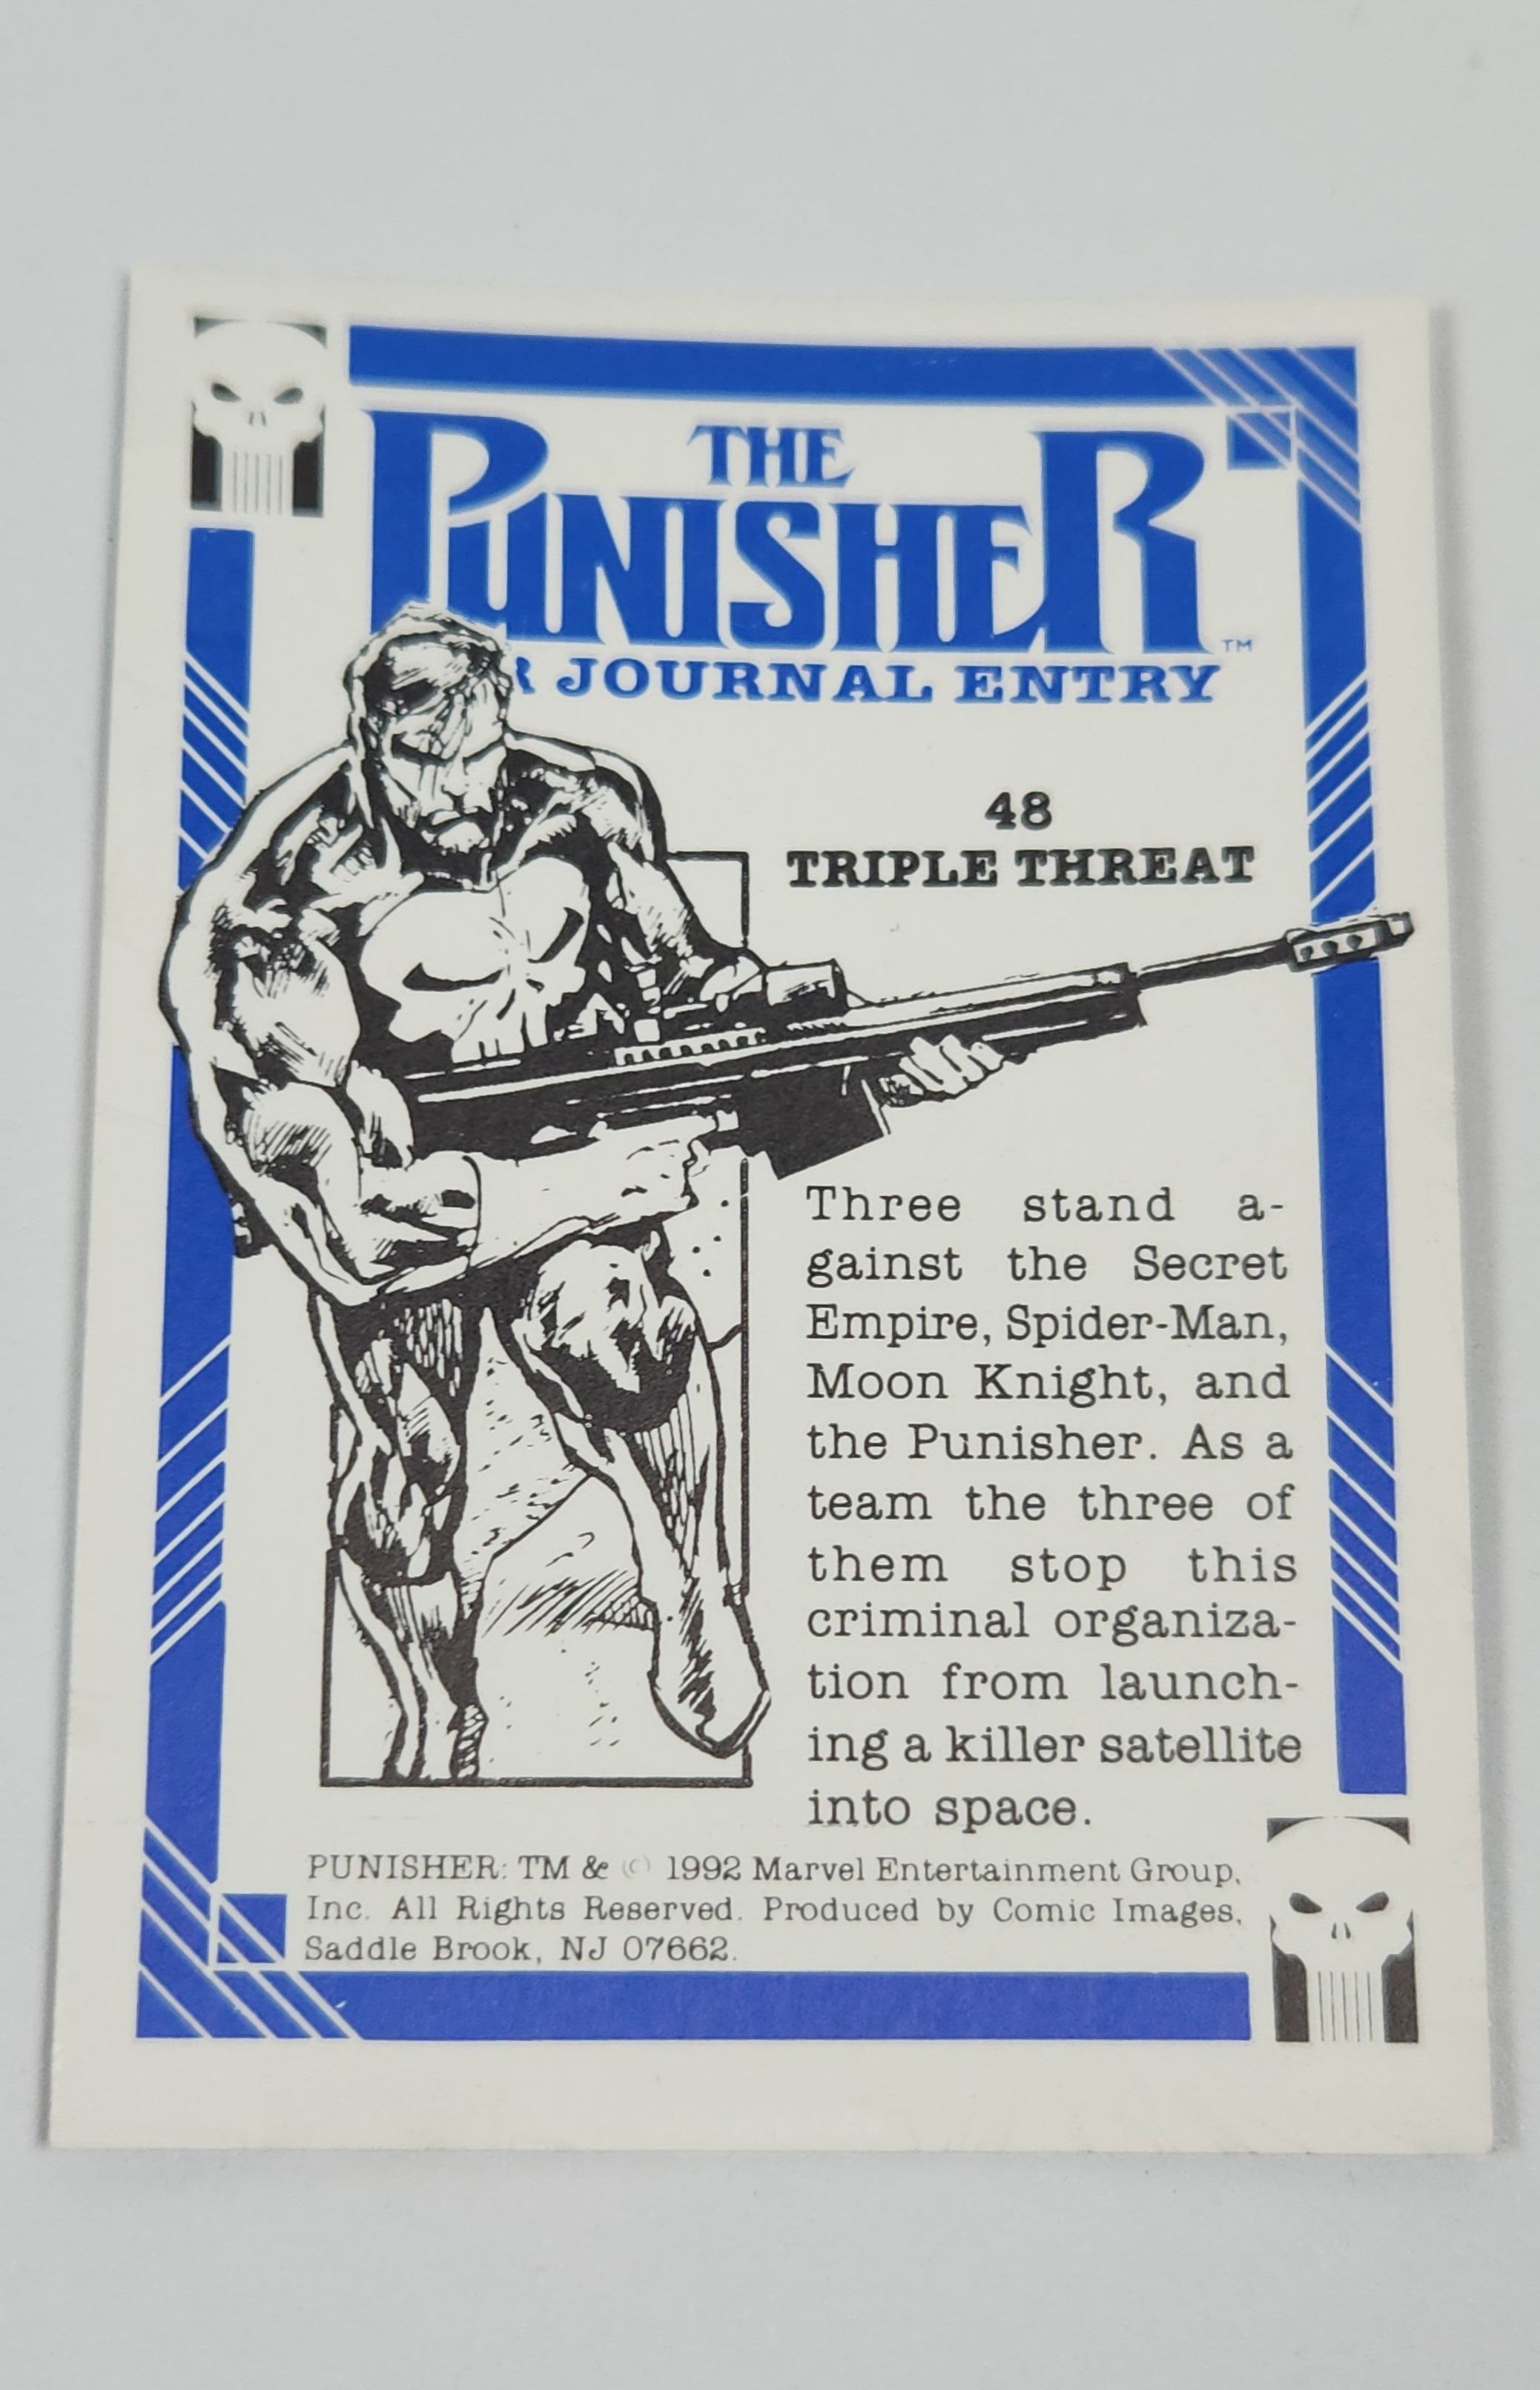 THE
PUNISHER™
R JOURNAL ENTRY
48
TRIPLE THREAT
Three stand a-
gainst the Secret
Empire, Spider-Man,
Moon Knight, and
the Punisher. As a
team the three of
them stop this
criminal organiza-
tion from launch-
ing a killer satellite
into space.
PUNISHER: TM & © 1992 Marvel Entertainment Group,
Inc. All Rights Reserved. Produced by Comic Images,
Saddle Brook, NJ 07662.